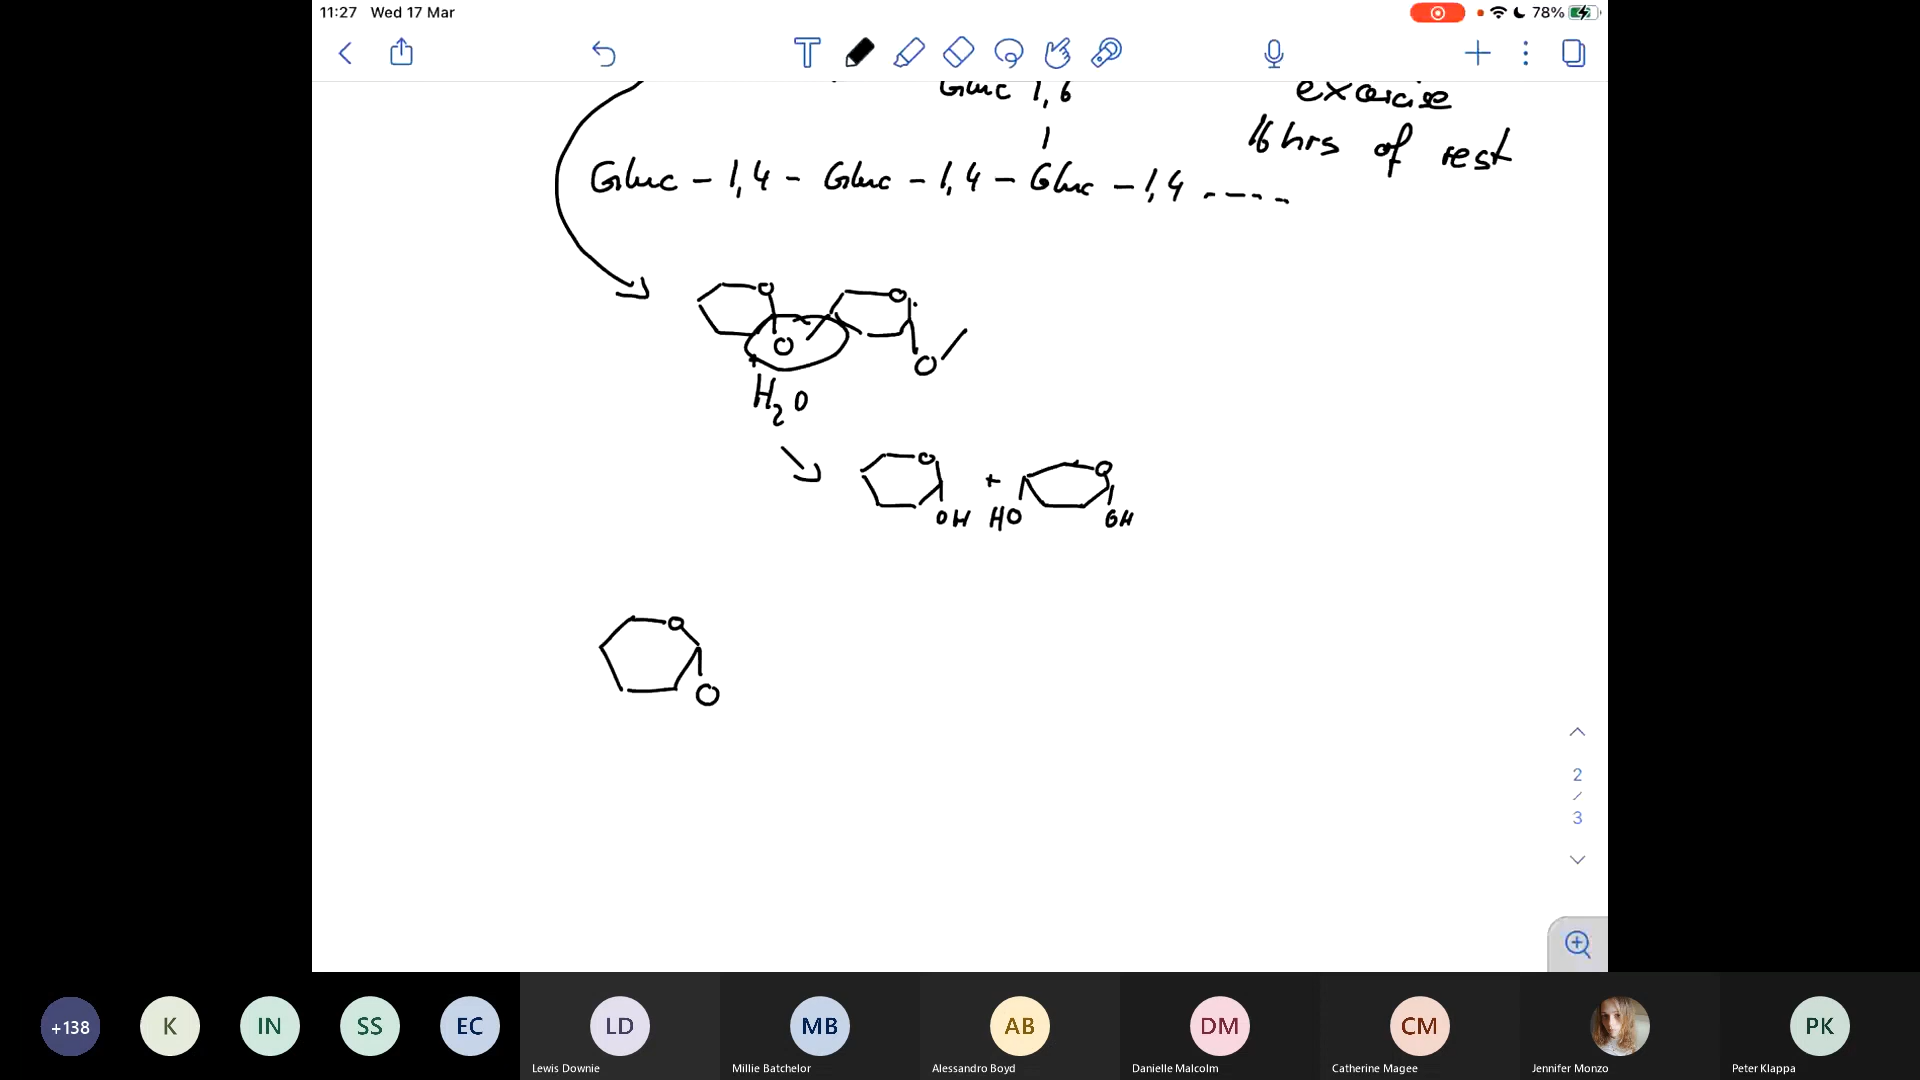 11:27 Wed 17 Mar
78%
T
Gluc 1,6
exercise
16 hrs of rest
Gluc - 1,4 - Gluc - 1,4 - Gluc - 1,4 -----
O
O
O
O
H2O
O
+
O
OH
HO
OH
O
O
2
/
3
+138
K
IN
SS
EC
LD
MB
AB
DM
CM
PK
Lewis Downie
Millie Batchelor
Alessandro Boyd
Danielle Malcolm
Catherine Magee
Jennifer Monzo
Peter Klappa